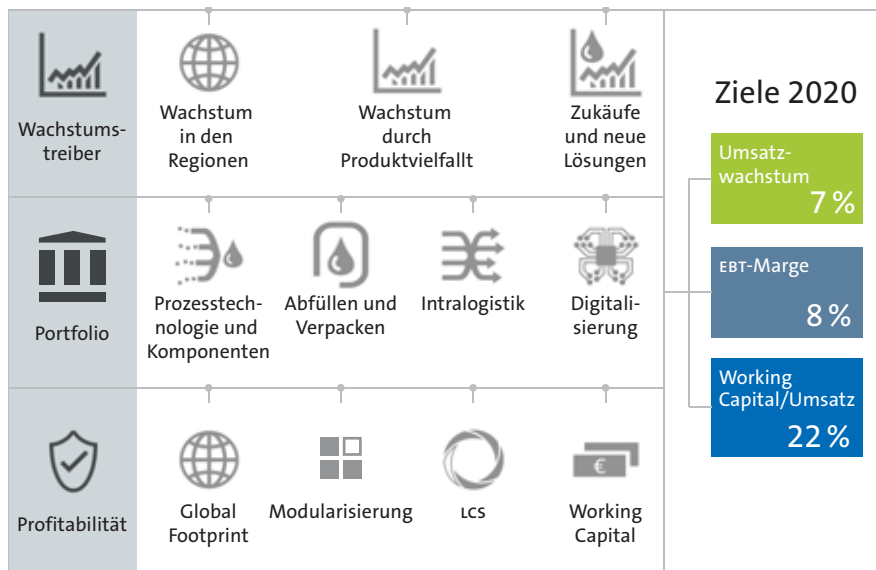 Wachstums-
treiber
Wachstum
in den
Regionen
Wachstum
durch
Produktvielfallt
Zukäufe
und neue
Lösungen
Portfolio
Prozesstech-
nologie und
Komponenten
Abfüllen und
Verpacken
Intralogistik
Digitali-
sierung
Profitabilität
Global
Footprint
Modularisierung
LCS
€
Working
Capital
Ziele 2020
Umsatz-
wachstum
7 %
EBT-Marge
8 %
Working
Capital/Umsatz
22 %